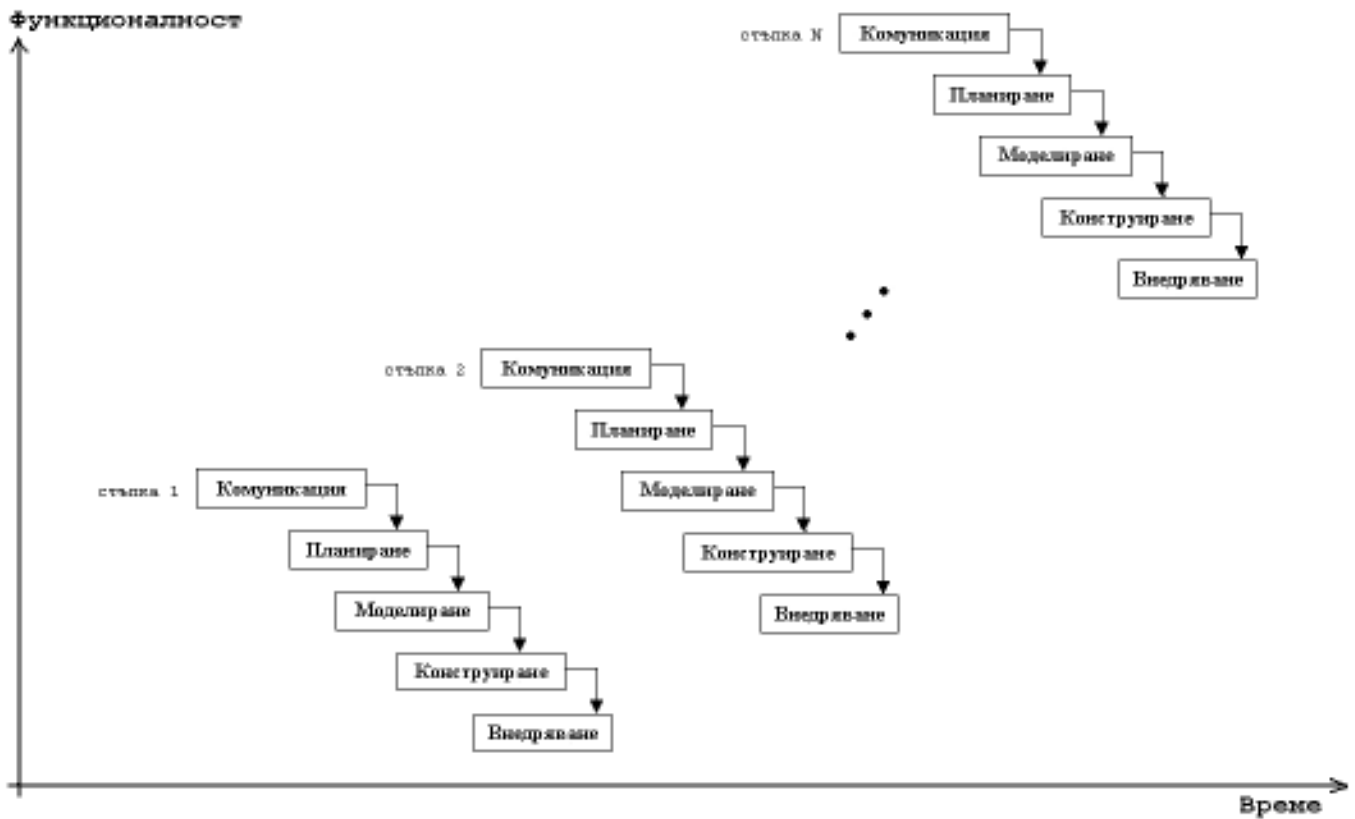 Функционалност
стъпка N
Комуникация
Планиране
Моделиране
Конструиране
Внедряване
стъпка 2
Комуникация
Планиране
Моделиране
Конструиране
Внедряване
стъпка 1
Комуникация
Планиране
Моделиране
Конструиране
Внедряване
Време